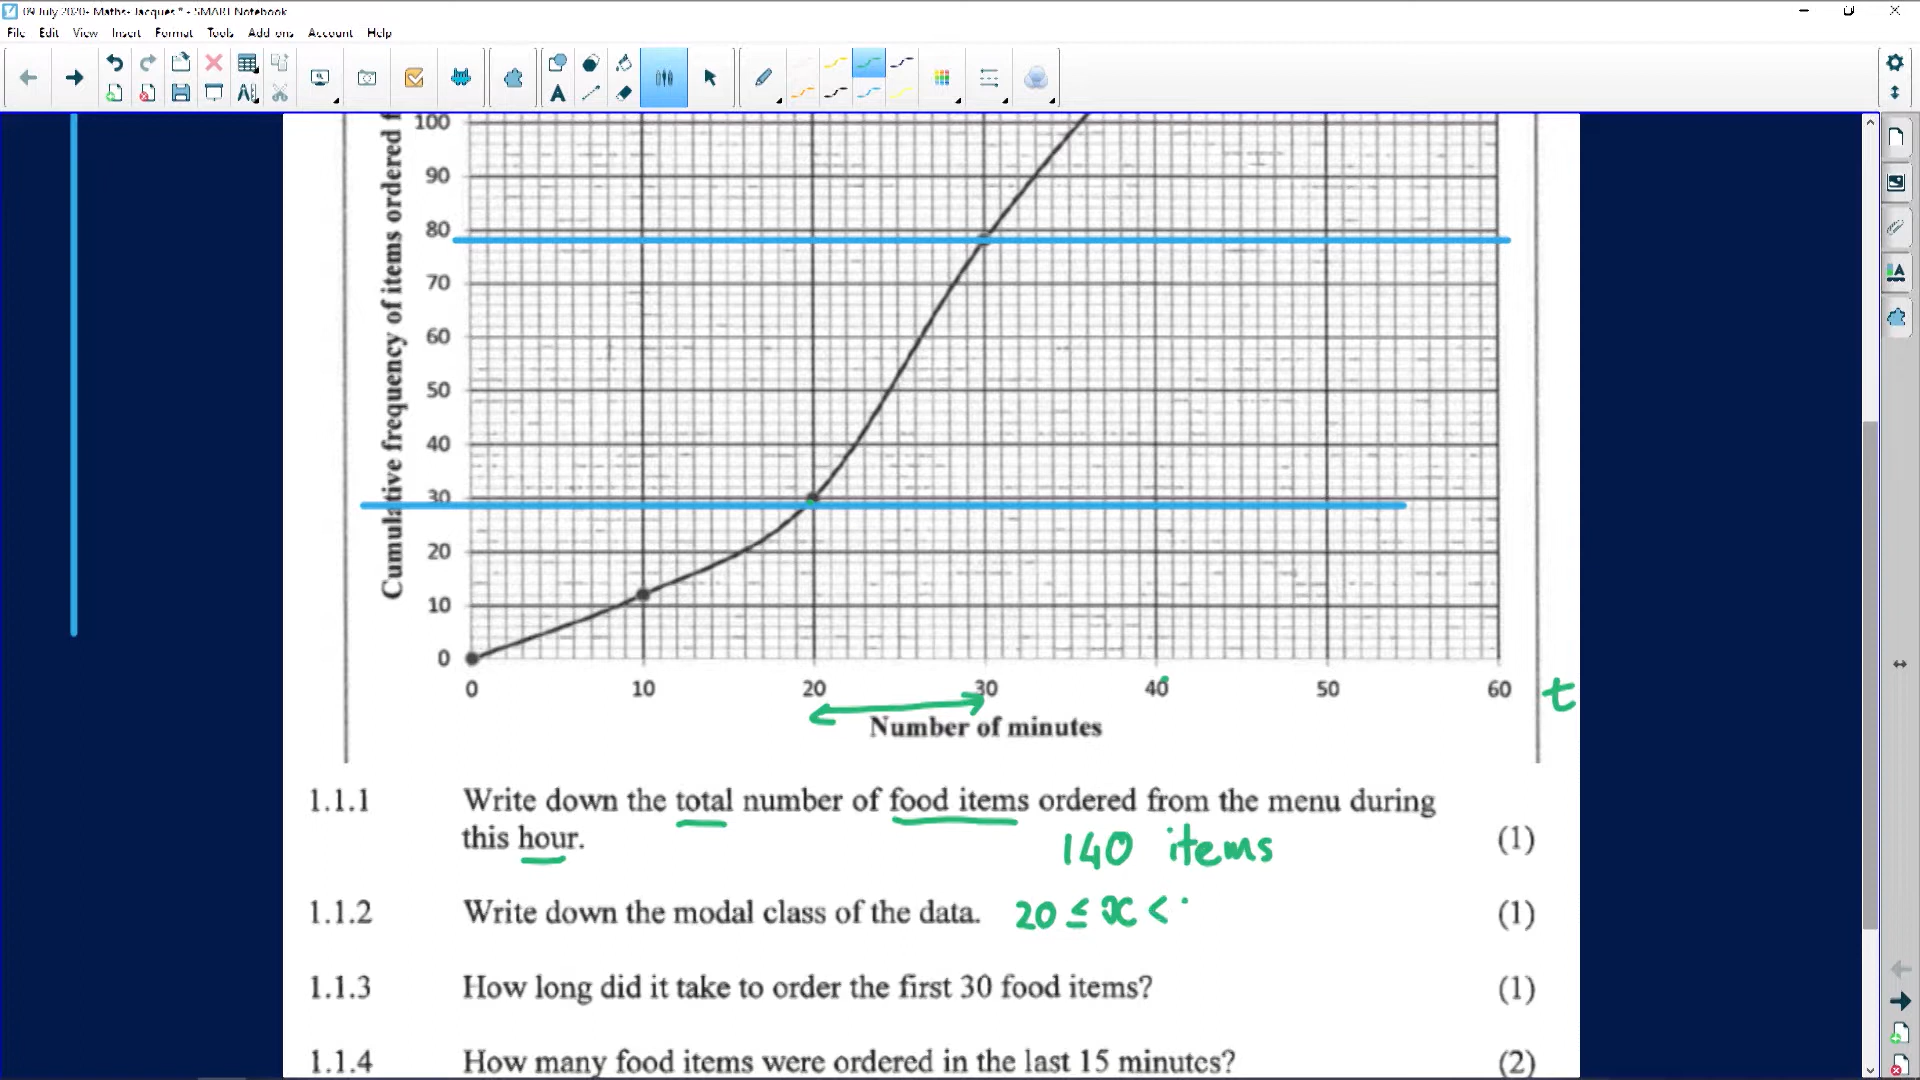 09 July 2020- Maths- Jacques * - SMART Notebook
File Edit View Insert Format Tools Add-ons Account Help
100
90
80
70
60
50
40
30
20
10
0
Cumulative frequency of items ordered f
0 10 20 30 40 50 60 t
Number of minutes
1.1.1 Write down the total number of food items ordered from the menu during
this hour. 140 items (1)
1.1.2 Write down the modal class of the data. 20 ≤ x < (1)
1.1.3 How long did it take to order the first 30 food items? (1)
1.1.4 How many food items were ordered in the last 15 minutes? (2)